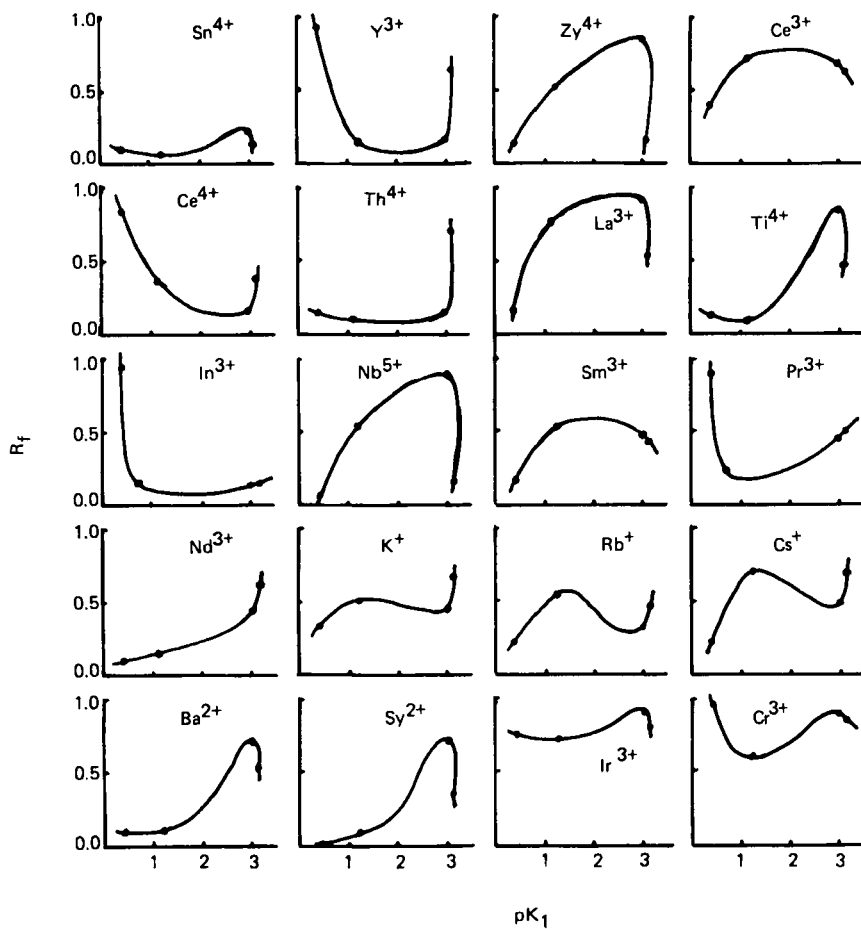 1.0
0.5
0.0
Sn4+
Y3+
Zy4+
Ce3+
1.0
0.5
0.0
Ce4+
Th4+
La3+
Ti4+
1.0
0.5
0.0
In3+
Nb5+
Sm3+
Pr3+
Rf
1.0
0.5
0.0
Nd3+
K+
Rb+
Cs+
1.0
0.5
0.0
Ba2+
Sy2+
Ir 3+
Cr3+
1 2 3 1 2 3 1 2 3 1 2 3
pK1